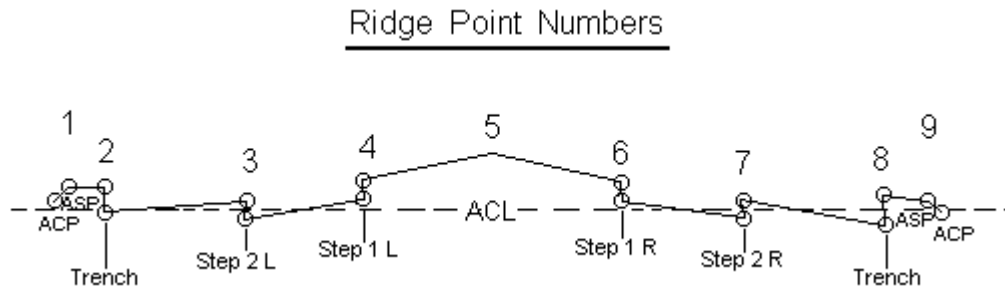 Ridge Point Numbers
1 2 3 4 5 6 7 8 9
ASP ACL ASP
ACP ACP
Step 2 L Step 1 L Step 1 R Step 2 R
Trench Trench